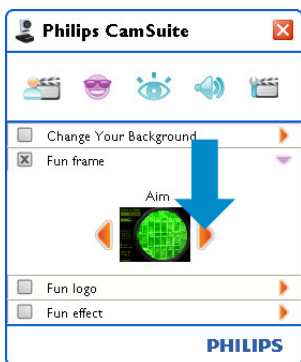 Philips CamSuite
Change Your Background
Fun frame
Aim
Fun logo
Fun effect
PHILIPS